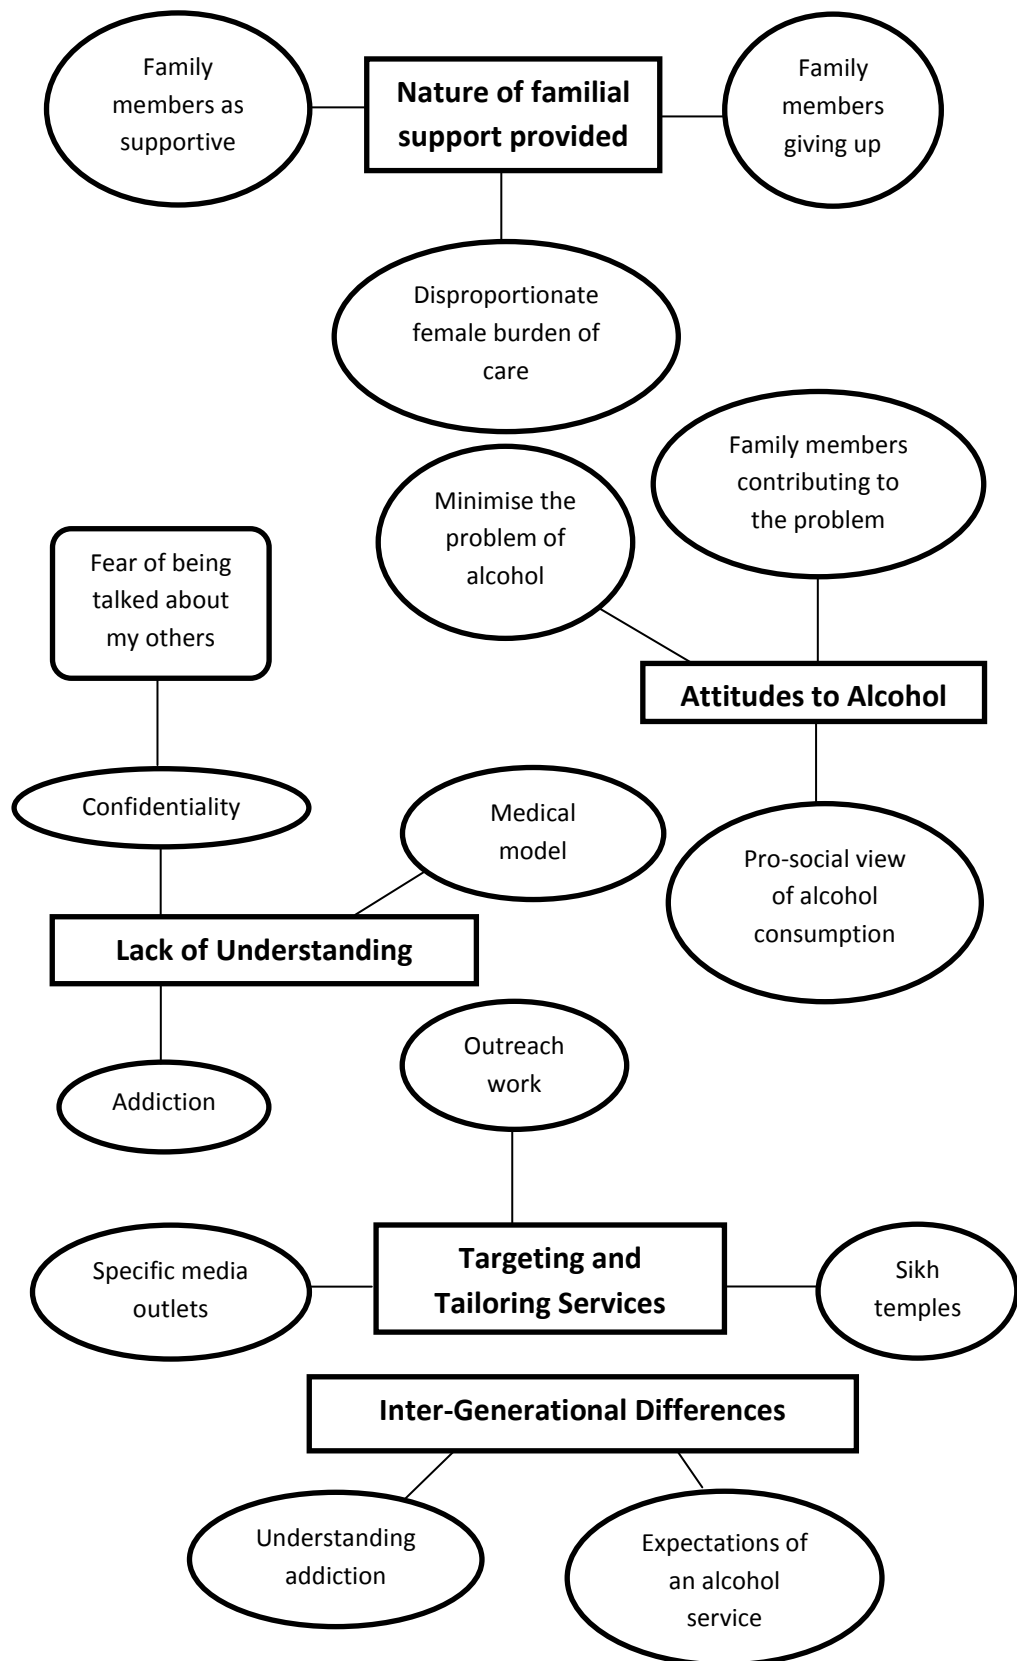 Family
members as
supportive
Nature of familial
support provided
Family
members
giving up
Disproportionate
female burden of
care
Minimise the
problem of
alcohol
Family members
contributing to
the problem
Fear of being
talked about
my others
Attitudes to Alcohol
Confidentiality
Medical
model
Pro-social view
of alcohol
consumption
Lack of Understanding
Addiction
Outreach
work
Specific media
outlets
Targeting and
Tailoring Services
Sikh
temples
Inter-Generational Differences
Understanding
addiction
Expectations of
an alcohol
service